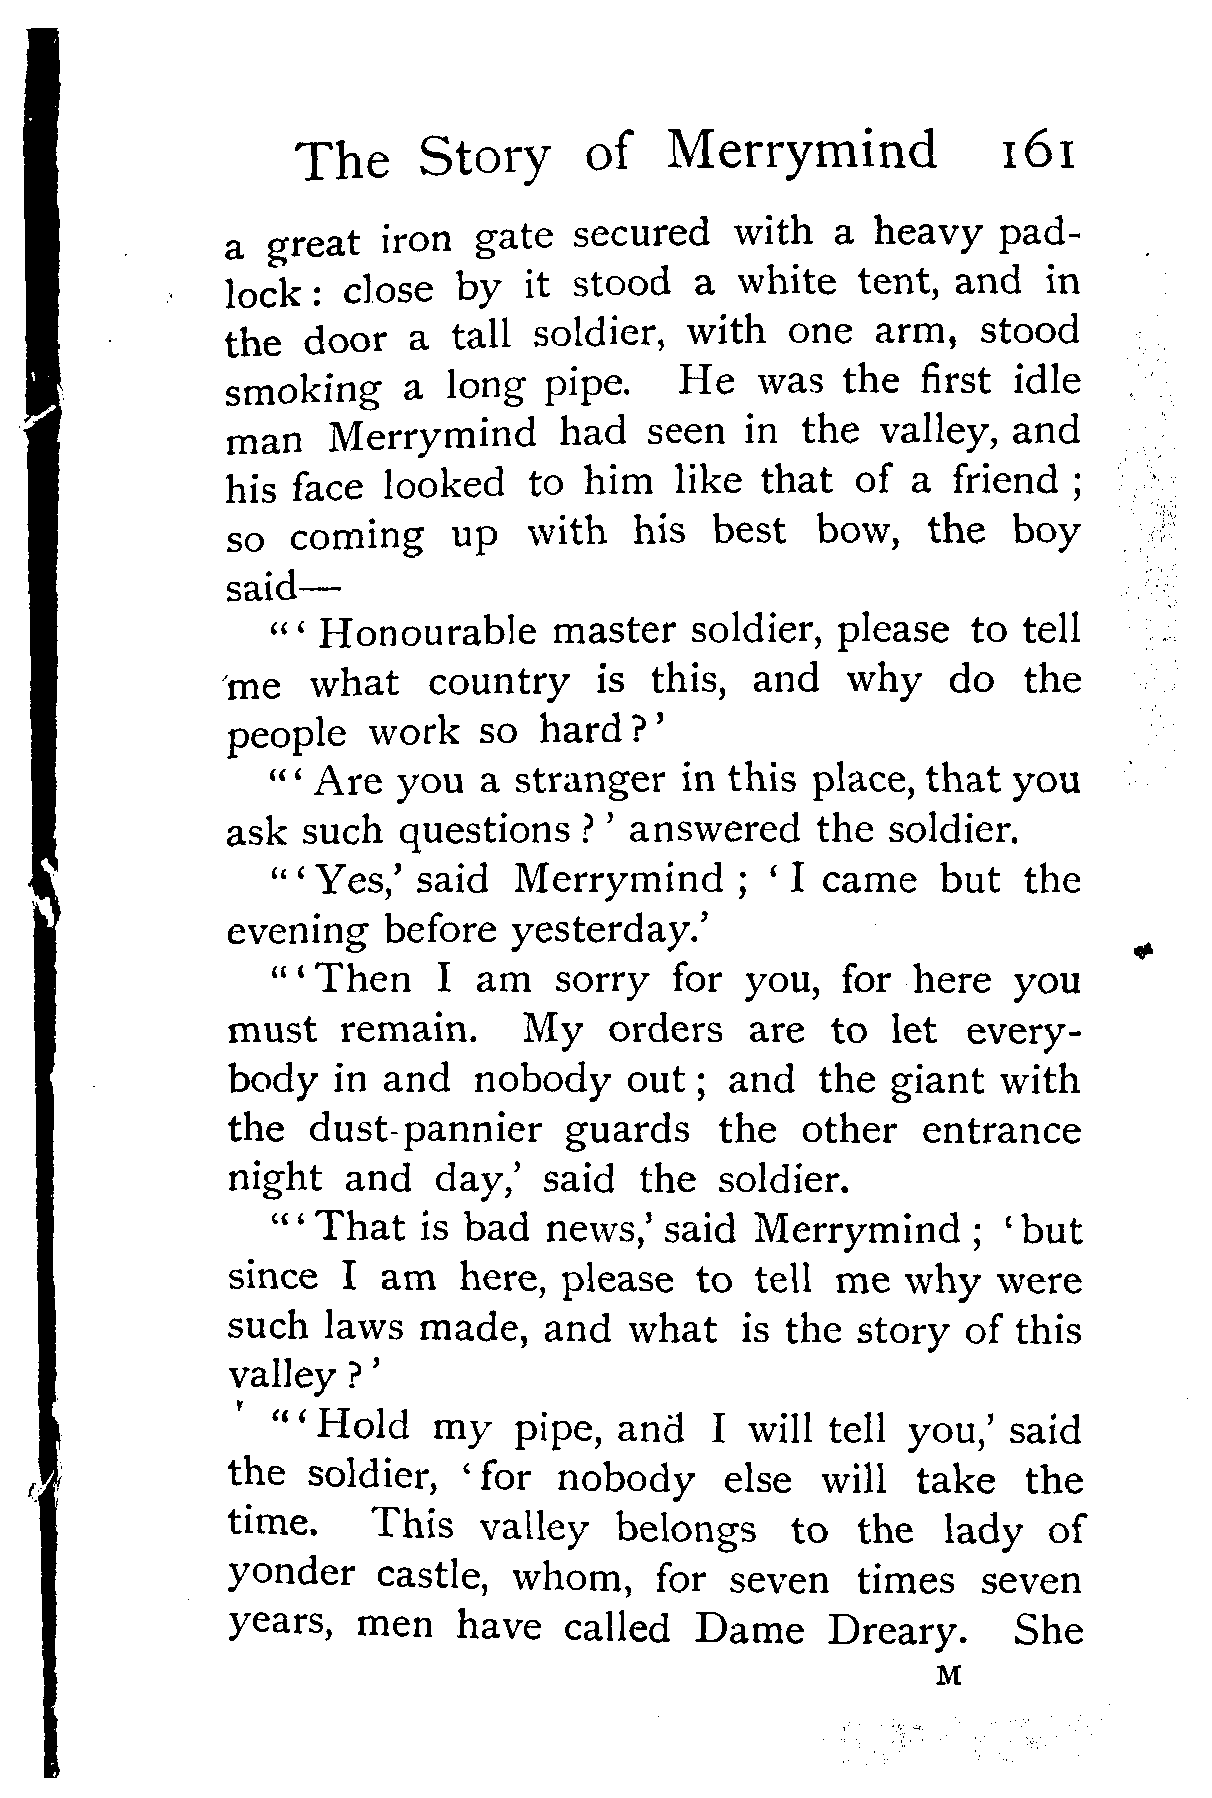 The Story of Merrymind 161
a great iron gate secured with a heavy pad-
lock : close by it stood a white tent, and in
the door a tall soldier, with one arm, stood
smoking a long pipe. He was the first idle
man Merrymind had seen in the valley, and
his face looked to him like that of a friend ;
so coming up with his best bow, the boy
said—
"‘ Honourable master soldier, please to tell
me what country is this, and why do the
people work so hard ? ’
"‘ Are you a stranger in this place, that you
ask such questions ? ’ answered the soldier.
"‘ Yes,’ said Merrymind ; ‘ I came but the
evening before yesterday.’
"‘ Then I am sorry for you, for here you
must remain. My orders are to let every-
body in and nobody out ; and the giant with
the dust-pannier guards the other entrance
night and day,’ said the soldier.
"‘ That is bad news,’ said Merrymind ; ‘ but
since I am here, please to tell me why were
such laws made, and what is the story of this
valley ? ’
"‘ Hold my pipe, and I will tell you,’ said
the soldier, ‘ for nobody else will take the
time. This valley belongs to the lady of
yonder castle, whom, for seven times seven
years, men have called Dame Dreary. She
M